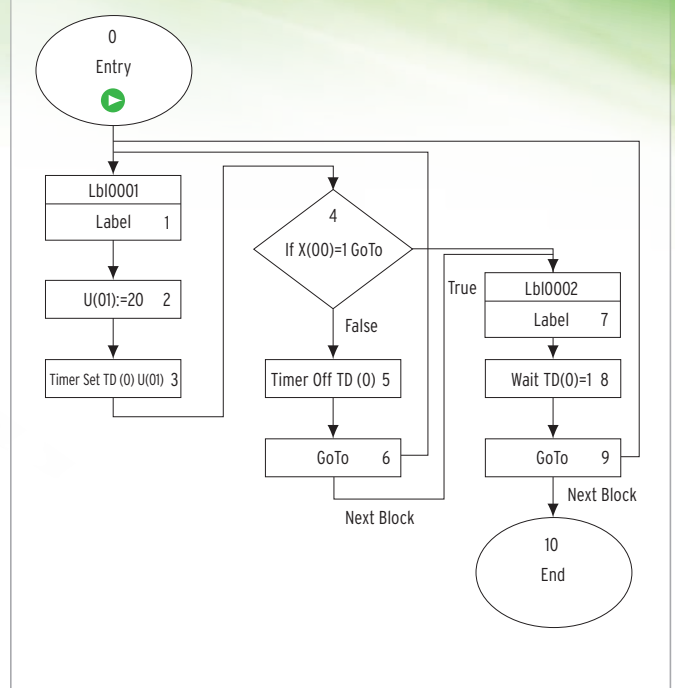 0
Entry
Lbl0001
Label 1
U(01):=20 2
Timer Set TD (0) U(01) 3
4
If X(00)=1 GoTo
False
Timer Off TD (0) 5
GoTo 6
Next Block
True
Lbl0002
Label 7
Wait TD(0)=1 8
GoTo 9
Next Block
10
End